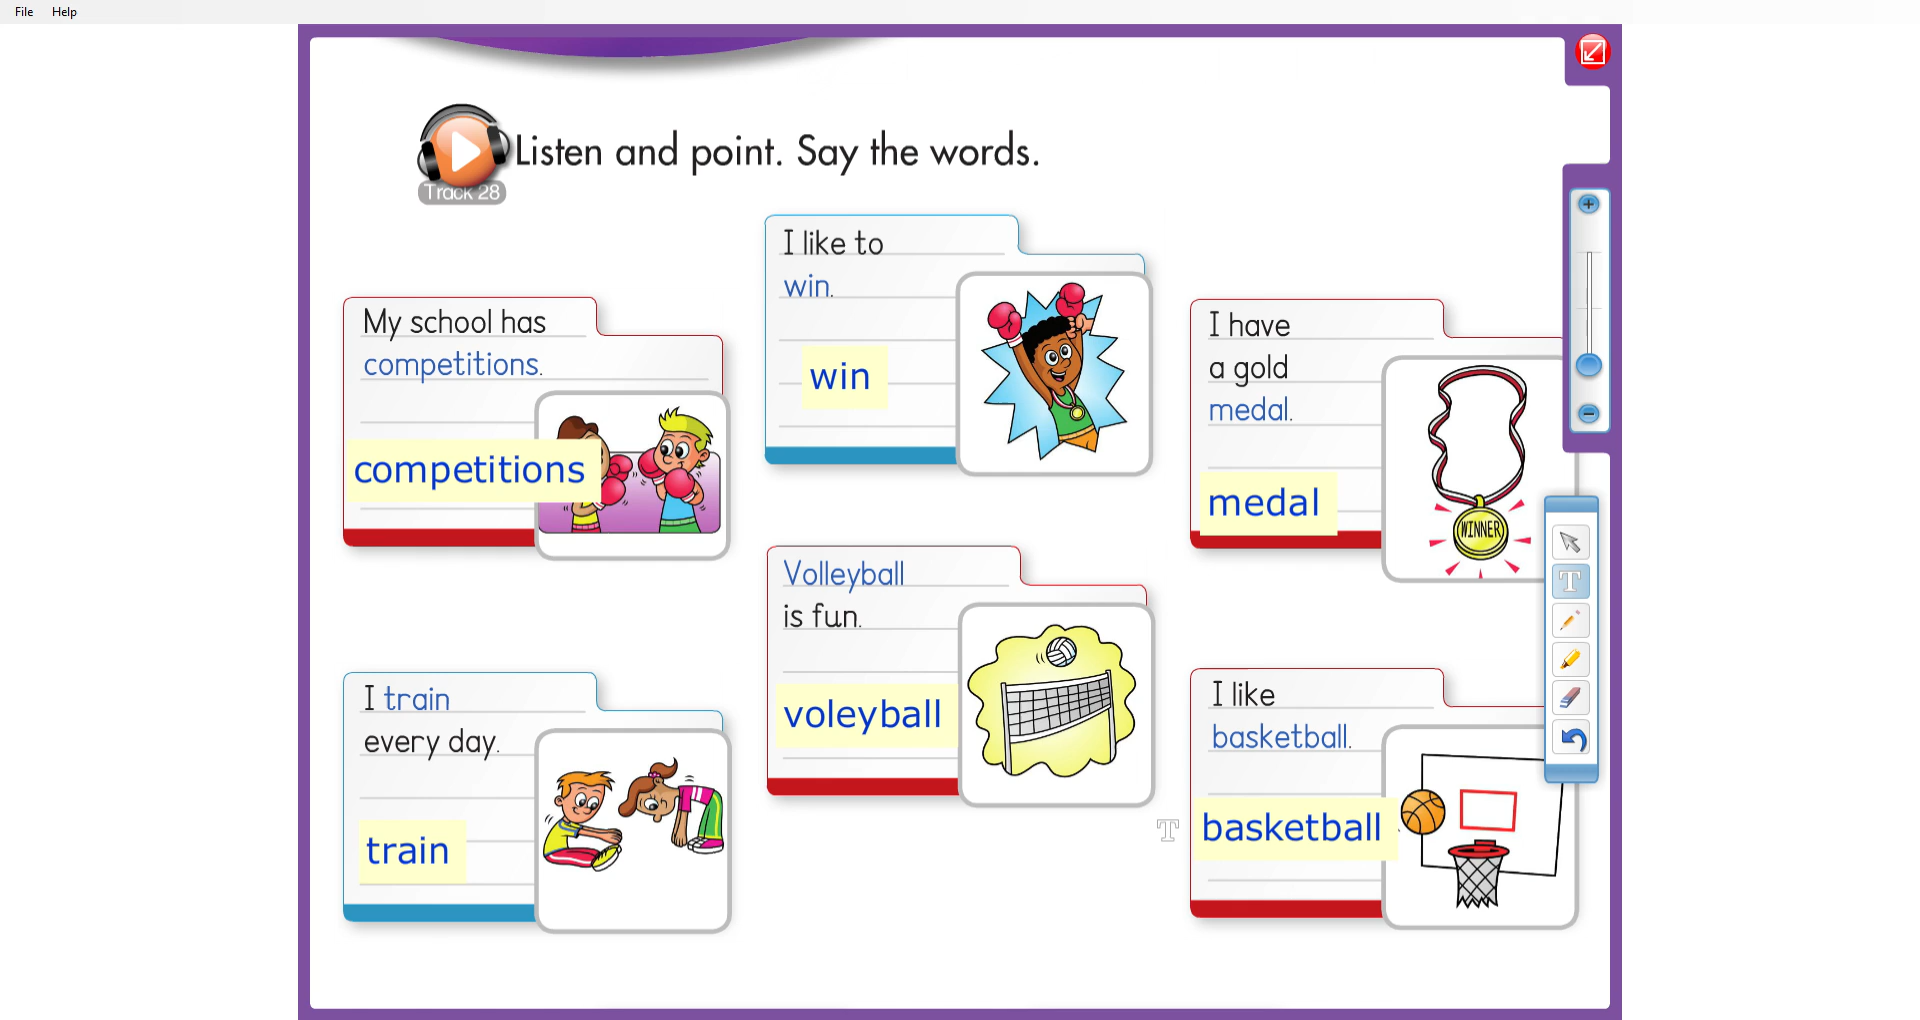 File Help
Listen and point. Say the words.
Track 28
My school has
competitions.
competitions
I like to
win.
win
I have
a gold
medal.
medal
WINNER
I train
every day.
train
Volleyball
is fun.
voleyball
I like
basketball.
basketball